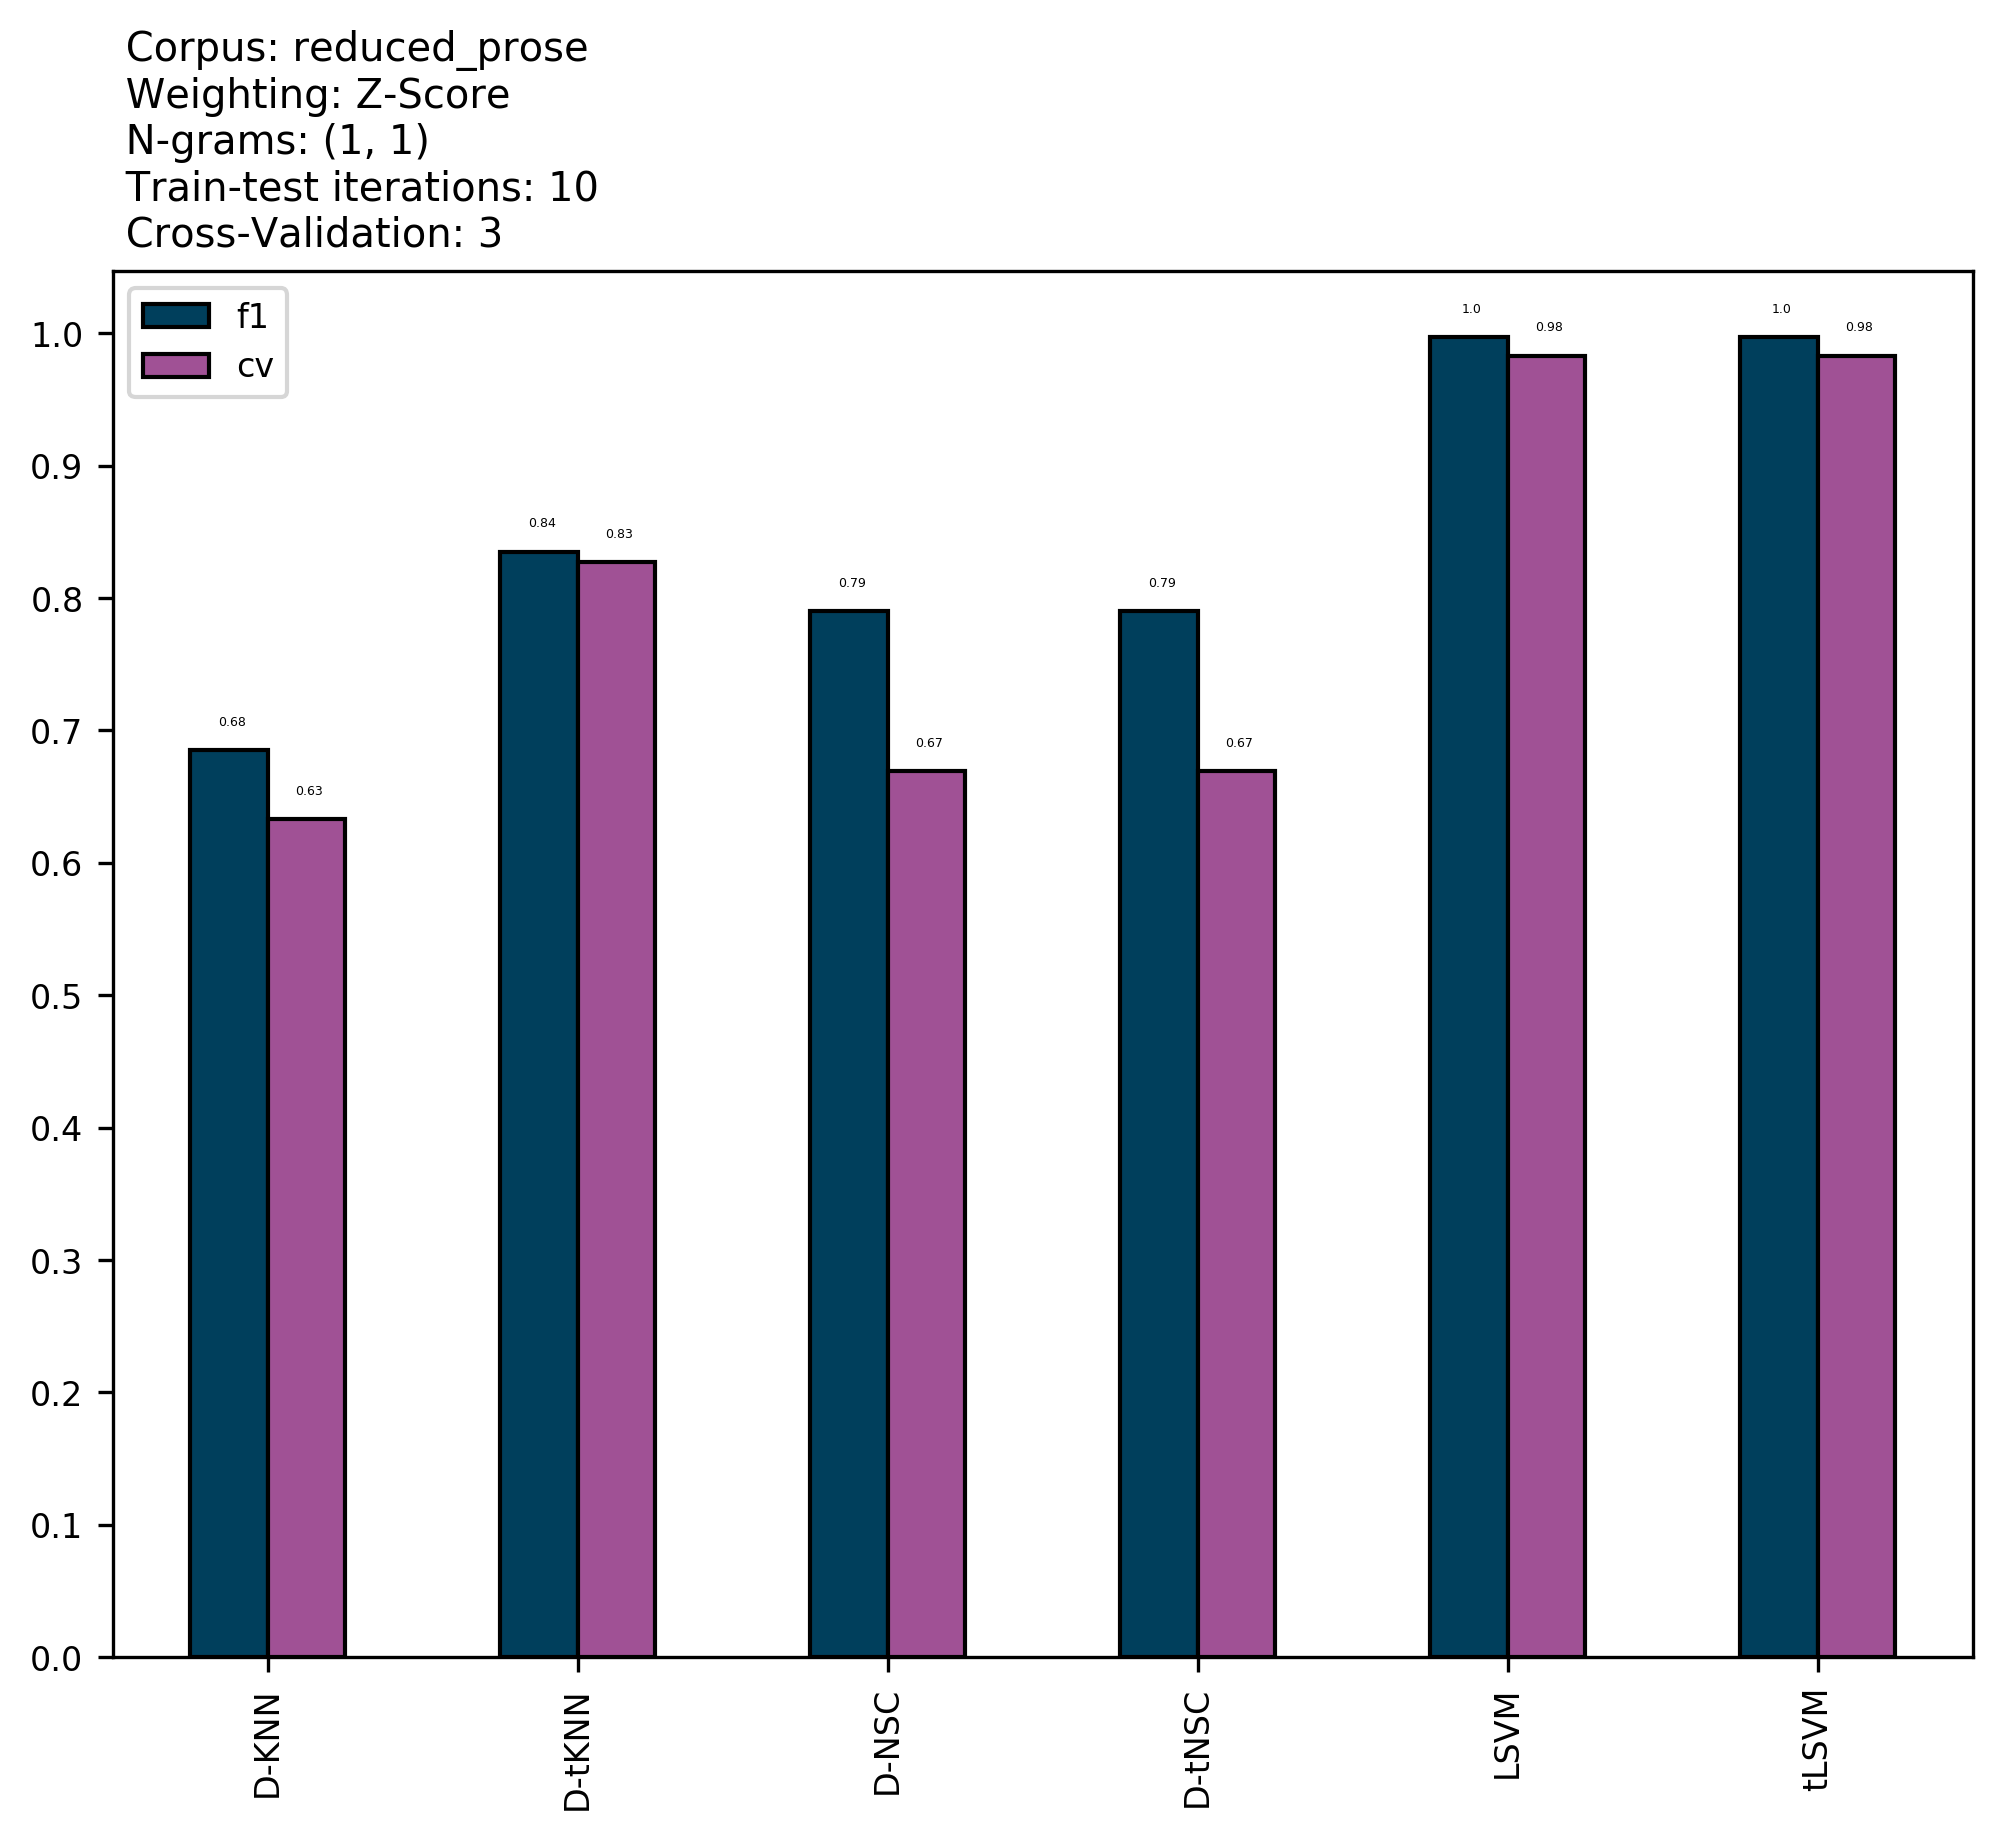 Corpus: reduced_prose
Weighting: Z-Score
N-grams: (1, 1)
Train-test iterations: 10
Cross-Validation: 3
f1
cv
1.0
0.9
0.8
0.7
0.6
0.5
0.4
0.3
0.2
0.1
0.0
0.68
0.63
0.84
0.83
0.79
0.67
0.79
0.67
1.0
0.98
1.0
0.98
D-KNN
D-tKNN
D-NSC
D-tNSC
LSVM
tLSVM